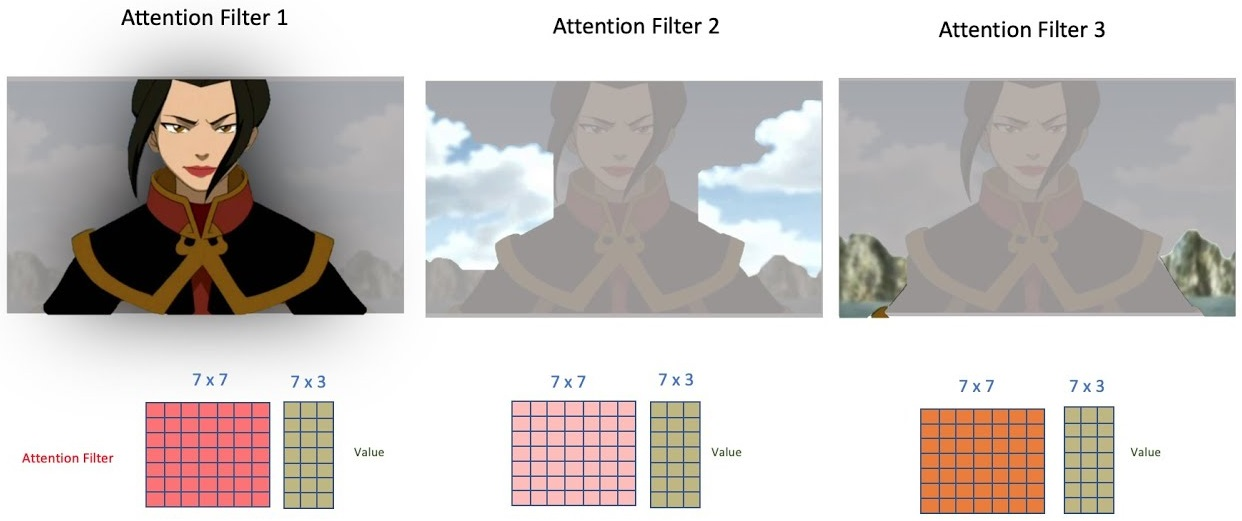 Attention Filter 1
Attention Filter 2
Attention Filter 3
7 x 7
7 x 3
7 x 7
7 x 3
7 x 7
7 x 3
Attention Filter
Value
Value
Value